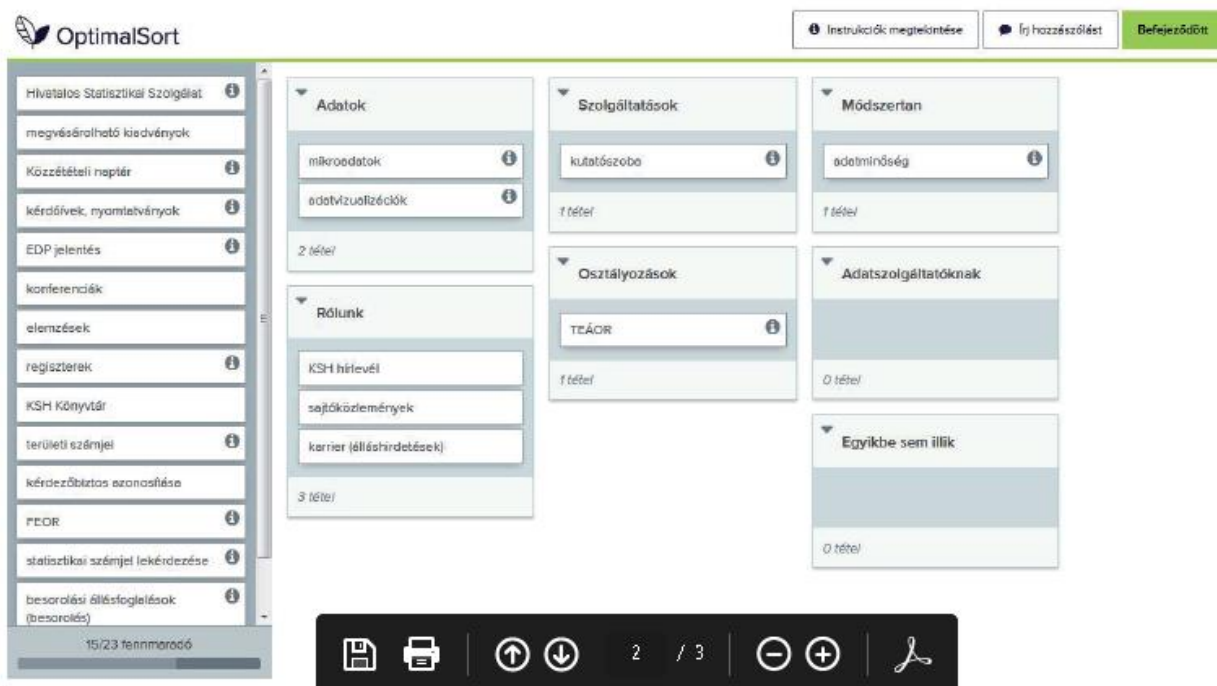 OptimalSort
Instrukciók megtekintése
Írj hozzászólást
Befejeződött
Hivatalos Statisztikai Szolgálat
megvásárolható kiadványok
Közzétételi naptár
kérdőívek, nyomtatványok
EDP jelentés
konferenciák
elemzések
regiszterek
KSH Könyvtár
területi számjel
kérdezőbiztos azonosítása
FEOR
statisztikai számjel lekérdezése
besorolási állásfoglalások
(besorolás)
15/23 fennmaradó
Adatok
mikroadatok
adatvizualizációk
2 tétel
Rólunk
KSH hírlevél
sajtóközlemények
karrier (álláshirdetések)
3 tétel
Szolgáltatások
kutatószoba
1 tétel
Osztályozások
TEÁOR
1 tétel
Módszertan
adatminőség
1 tétel
Adatszolgáltatóknak
0 tétel
Egyikbe sem illik
0 tétel
2 / 3